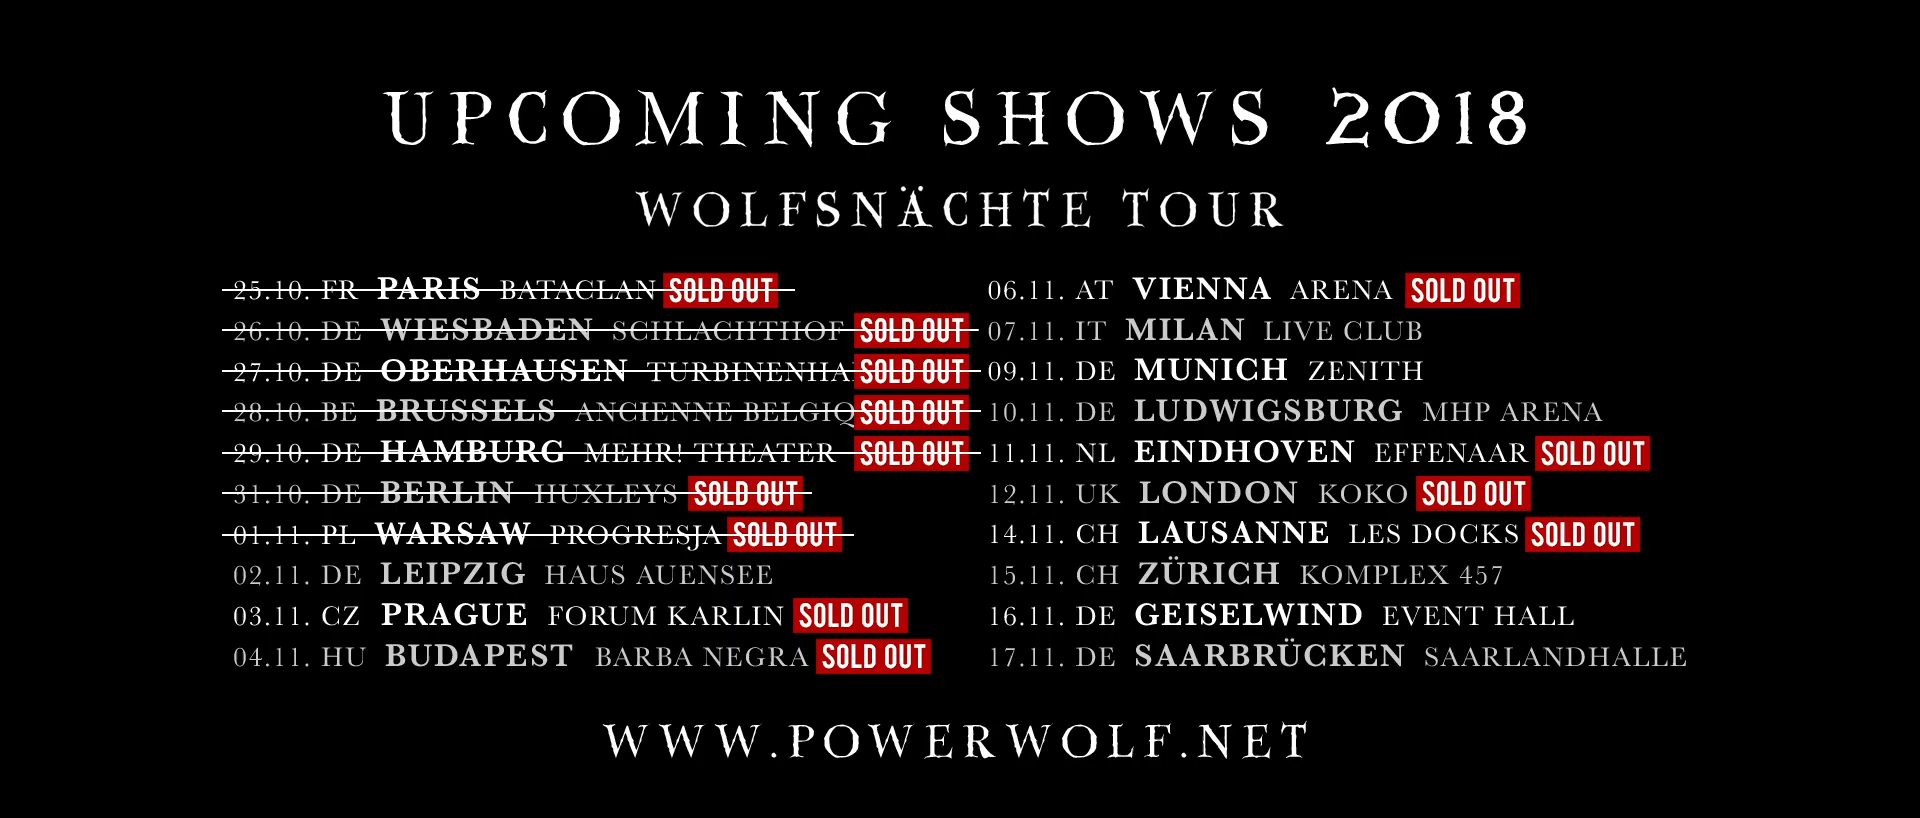 UPCOMING SHOWS 2018
WOLFSNÄCHTE TOUR
25.10. FR PARIS BATACLAN SOLD OUT
26.10. DE WIESBADEN SCHLACHTHOF SOLD OUT
27.10. DE OBERHAUSEN TURBINENHA SOLD OUT
28.10. BE BRUSSELS ANCIENNE BELGIQ SOLD OUT
29.10. DE HAMBURG MEHR! THEATER SOLD OUT
31.10. DE BERLIN HUXLEYS SOLD OUT
01.11. PL WARSAW PROGRESJA SOLD OUT
02.11. DE LEIPZIG HAUS AUENSEE
03.11. CZ PRAGUE FORUM KARLIN SOLD OUT
04.11. HU BUDAPEST BARBA NEGRA SOLD OUT
06.11. AT VIENNA ARENA SOLD OUT
07.11. IT MILAN LIVE CLUB
09.11. DE MUNICH ZENITH
10.11. DE LUDWIGSBURG MHP ARENA
11.11. NL EINDHOVEN EFFENAAR SOLD OUT
12.11. UK LONDON KOKO SOLD OUT
14.11. CH LAUSANNE LES DOCKS SOLD OUT
15.11. CH ZÜRICH KOMPLEX 457
16.11. DE GEISELWIND EVENT HALL
17.11. DE SAARBRÜCKEN SAARLANDHALLE
WWW.POWERWOLF.NET